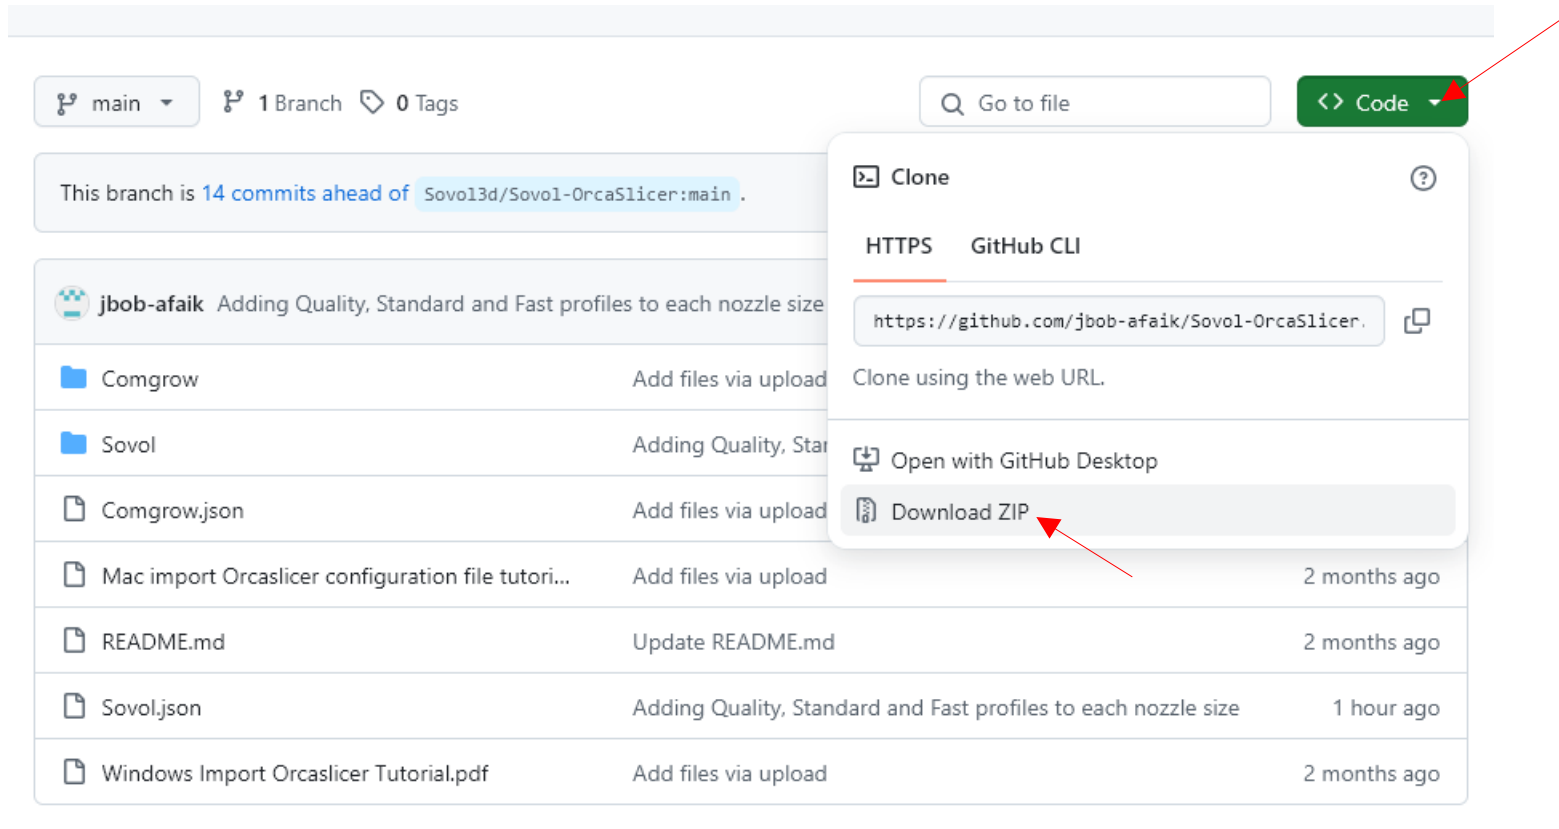 main
1 Branch
0 Tags
Go to file
<> Code
This branch is 14 commits ahead of Sovol3d/Sovol-OrcaSlicer:main .
Clone
HTTPS
GitHub CLI
https://github.com/jbob-afaik/Sovol-OrcaSlicer.
Clone using the web URL.
Open with GitHub Desktop
Download ZIP
jbob-afaik Adding Quality, Standard and Fast profiles to each nozzle size
Comgrow Add files via upload
Sovol Adding Quality, Star
Comgrow.json Add files via upload
Mac import Orcaslicer configuration file tutori... Add files via upload 2 months ago
README.md Update README.md 2 months ago
Sovol.json Adding Quality, Standard and Fast profiles to each nozzle size 1 hour ago
Windows Import Orcaslicer Tutorial.pdf Add files via upload 2 months ago